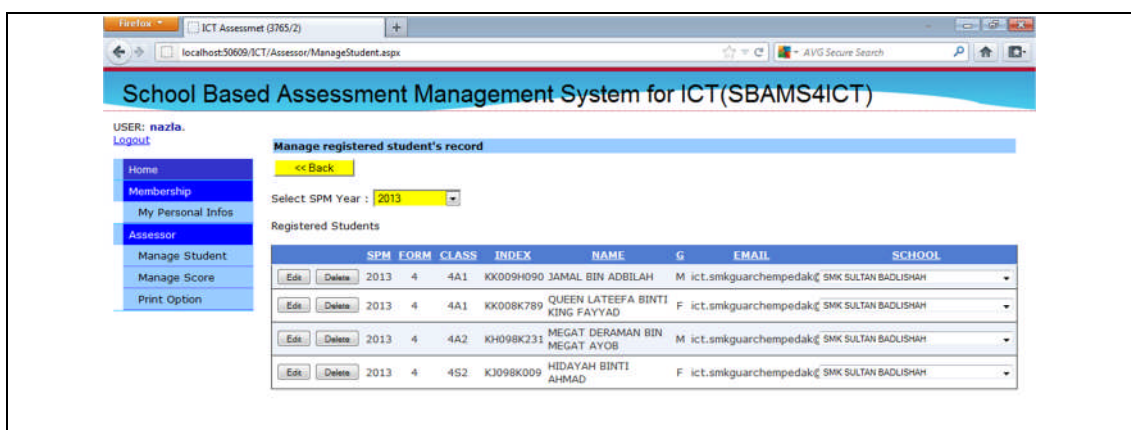 Firefox
ICT Assessmet (3765/2)
localhost:50609/ICT/Assessor/ManageStudent.aspx
AVG Secure Search
School Based Assessment Management System for ICT(SBAMS4ICT)
USER: nazla.
Logout
Home
Membership
My Personal Infos
Assessor
Manage Student
Manage Score
Print Option
Manage registered student's record
<< Back
Select SPM Year : 2013
Registered Students
SPM FORM CLASS INDEX NAME G EMAIL SCHOOL
Edit Delete 2013 4 4A1 KK009H090 JAMAL BIN ADBILAH M ict.smkguarchempedak@ SMK SULTAN BADLISHAH
Edit Delete 2013 4 4A1 KK008K789 QUEEN LATEEFA BINTI KING FAYYAD F ict.smkguarchempedak@ SMK SULTAN BADLISHAH
Edit Delete 2013 4 4A2 KH098K231 MEGAT DERAMAN BIN MEGAT AYOB M ict.smkguarchempedak@ SMK SULTAN BADLISHAH
Edit Delete 2013 4 4S2 KJ098K009 HIDAYAH BINTI AHMAD F ict.smkguarchempedak@ SMK SULTAN BADLISHAH